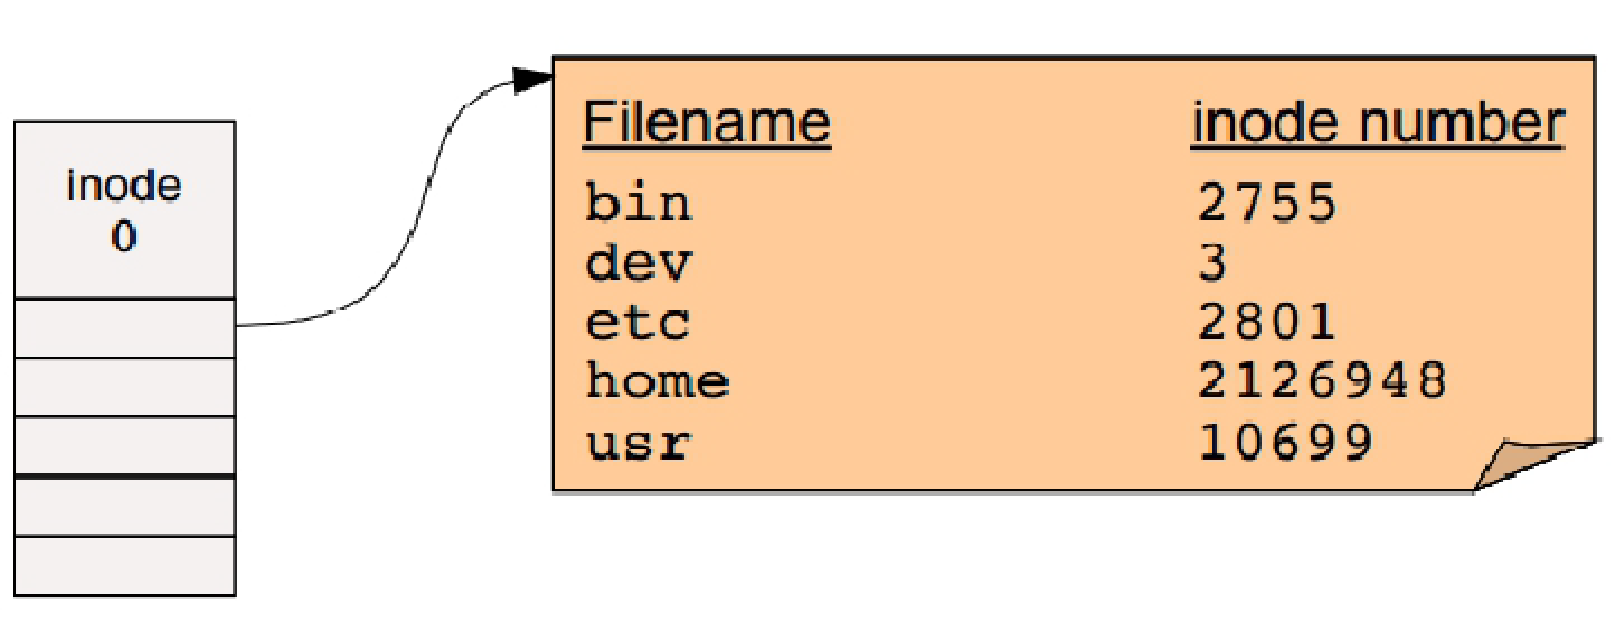 inode
0
Filename inode number
bin 2755
dev 3
etc 2801
home 2126948
usr 10699